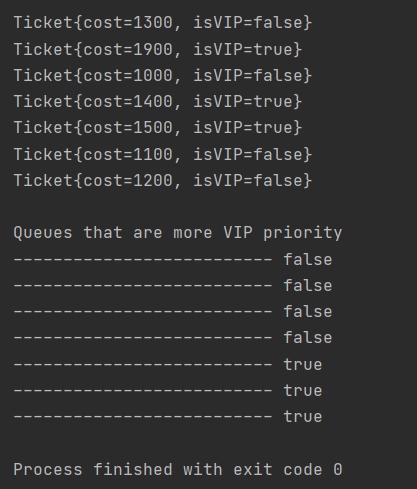 Ticket{cost=1300, isVIP=false}
Ticket{cost=1900, isVIP=true}
Ticket{cost=1000, isVIP=false}
Ticket{cost=1400, isVIP=true}
Ticket{cost=1500, isVIP=true}
Ticket{cost=1100, isVIP=false}
Ticket{cost=1200, isVIP=false}
Queues that are more VIP priority
-------------------------- false
-------------------------- false
-------------------------- false
-------------------------- false
-------------------------- true
-------------------------- true
-------------------------- true
Process finished with exit code 0